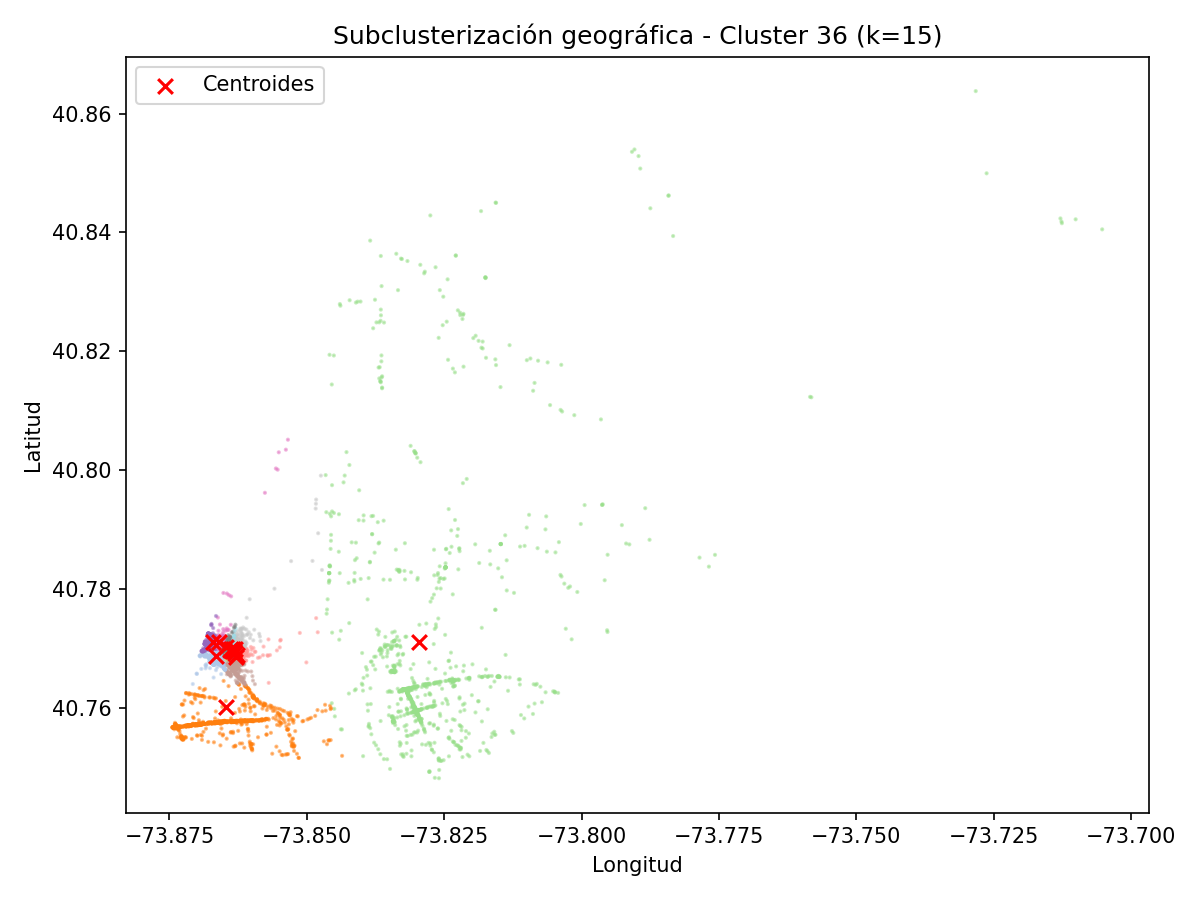 Subclusterización geográfica - Cluster 36 (k=15)
Centroides
Latitud
40.86
40.84
40.82
40.80
40.78
40.76
−73.875 −73.850 −73.825 −73.800 −73.775 −73.750 −73.725 −73.700
Longitud